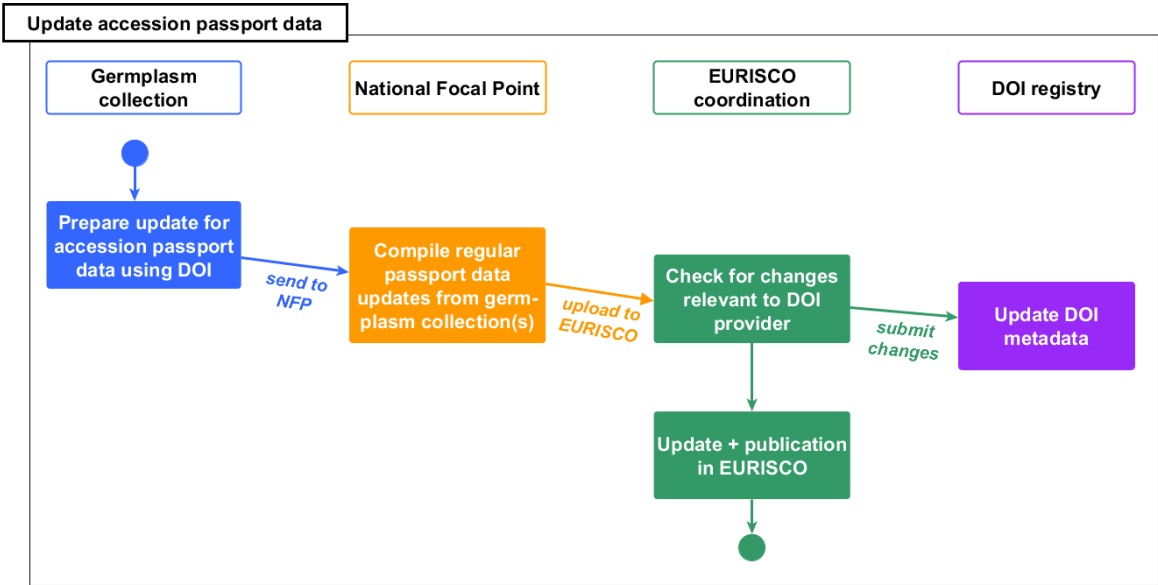 Update accession passport data
Germplasm
collection
National Focal Point
EURISCO
coordination
DOI registry
Prepare update for
accession passport
data using DOI
send to
NFP
Compile regular
passport data
updates from germ-
plasm collection(s)
upload to
EURISCO
Check for changes
relevant to DOI
provider
submit
changes
Update DOI
metadata
Update + publication
in EURISCO